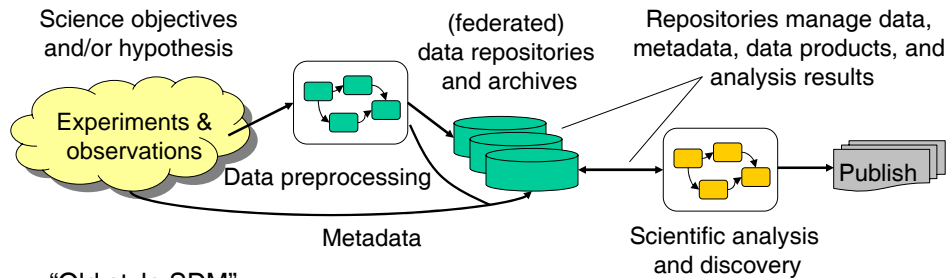 Science objectives
and/or hypothesis
(federated)
data repositories
and archives
Repositories manage data,
metadata, data products, and
analysis results
Experiments &
observations
Data preprocessing
Metadata
Publish
Scientific analysis
and discovery